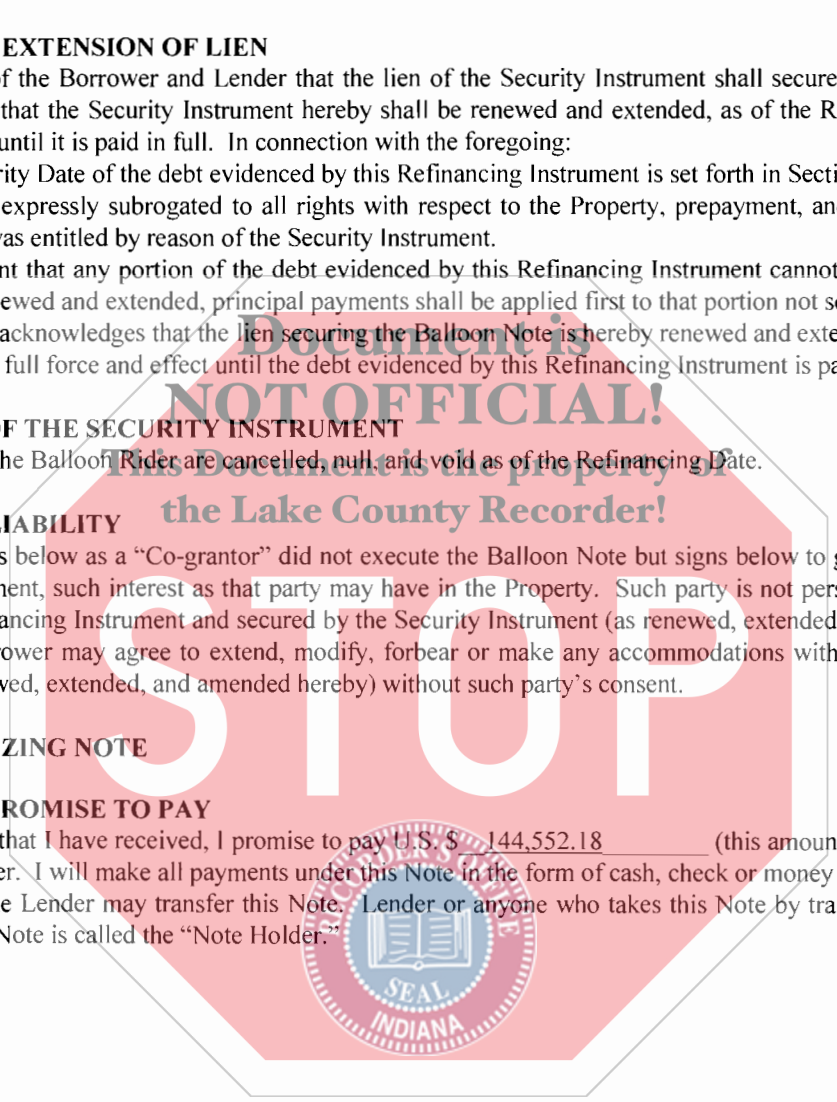 EXTENSION OF LIEN
of the Borrower and Lender that the lien of the Security Instrument shall secure
that the Security Instrument hereby shall be renewed and extended, as of the R
until it is paid in full. In connection with the foregoing:
rity Date of the debt evidenced by this Refinancing Instrument is set forth in Secti
expressly subrogated to all rights with respect to the Property, prepayment, an
was entitled by reason of the Security Instrument.
nt that any portion of the debt evidenced by this Refinancing Instrument cannot
ewed and extended, principal payments shall be applied first to that portion not se
acknowledges that the lien securing the Balloon Note is hereby renewed and exte
full force and effect until the debt evidenced by this Refinancing Instrument is pa
Document is
NOT OFFICIAL!
This Document is the property of
the Lake County Recorder!
F THE SECURITY INSTRUMENT
he Balloon Rider are cancelled, null, and void as of the Refinancing Date.
IABILITY
s below as a “Co-grantor” did not execute the Balloon Note but signs below to g
ment, such interest as that party may have in the Property. Such party is not pers
ancing Instrument and secured by the Security Instrument (as renewed, extended
rower may agree to extend, modify, forbear or make any accommodations with
wed, extended, and amended hereby) without such party’s consent.
STOP
ZING NOTE
ROMISE TO PAY
that I have received, I promise to pay U.S. $ 144,552.18 (this amoun
er. I will make all payments under this Note in the form of cash, check or money
e Lender may transfer this Note. Lender or anyone who takes this Note by tra
Note is called the “Note Holder.”
RECORDER'S OFFICE
SEAL
INDIANA